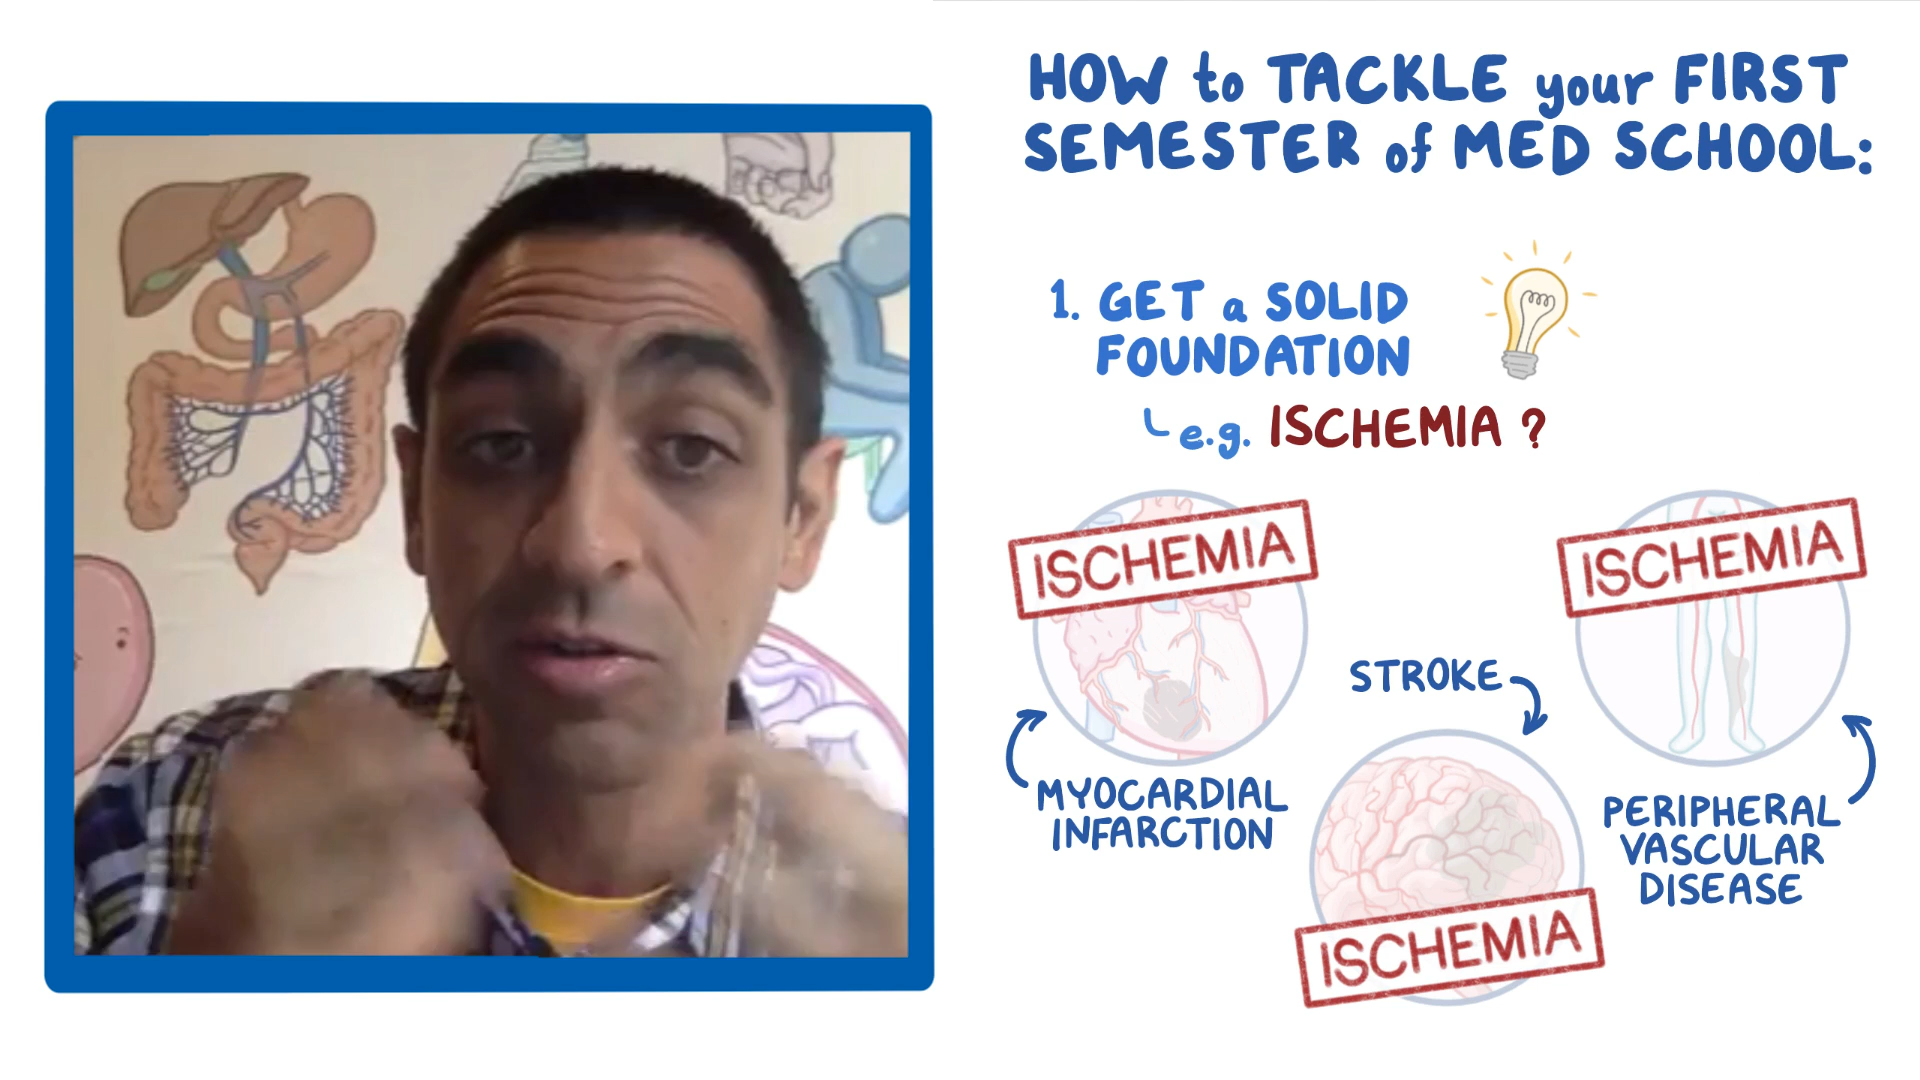 HOW to TACKLE your FIRST
SEMESTER of MED SCHOOL:
1. GET a SOLID
FOUNDATION
e.g. ISCHEMIA ?
ISCHEMIA
ISCHEMIA
STROKE
MYOCARDIAL
INFARCTION
PERIPHERAL
VASCULAR
DISEASE
ISCHEMIA